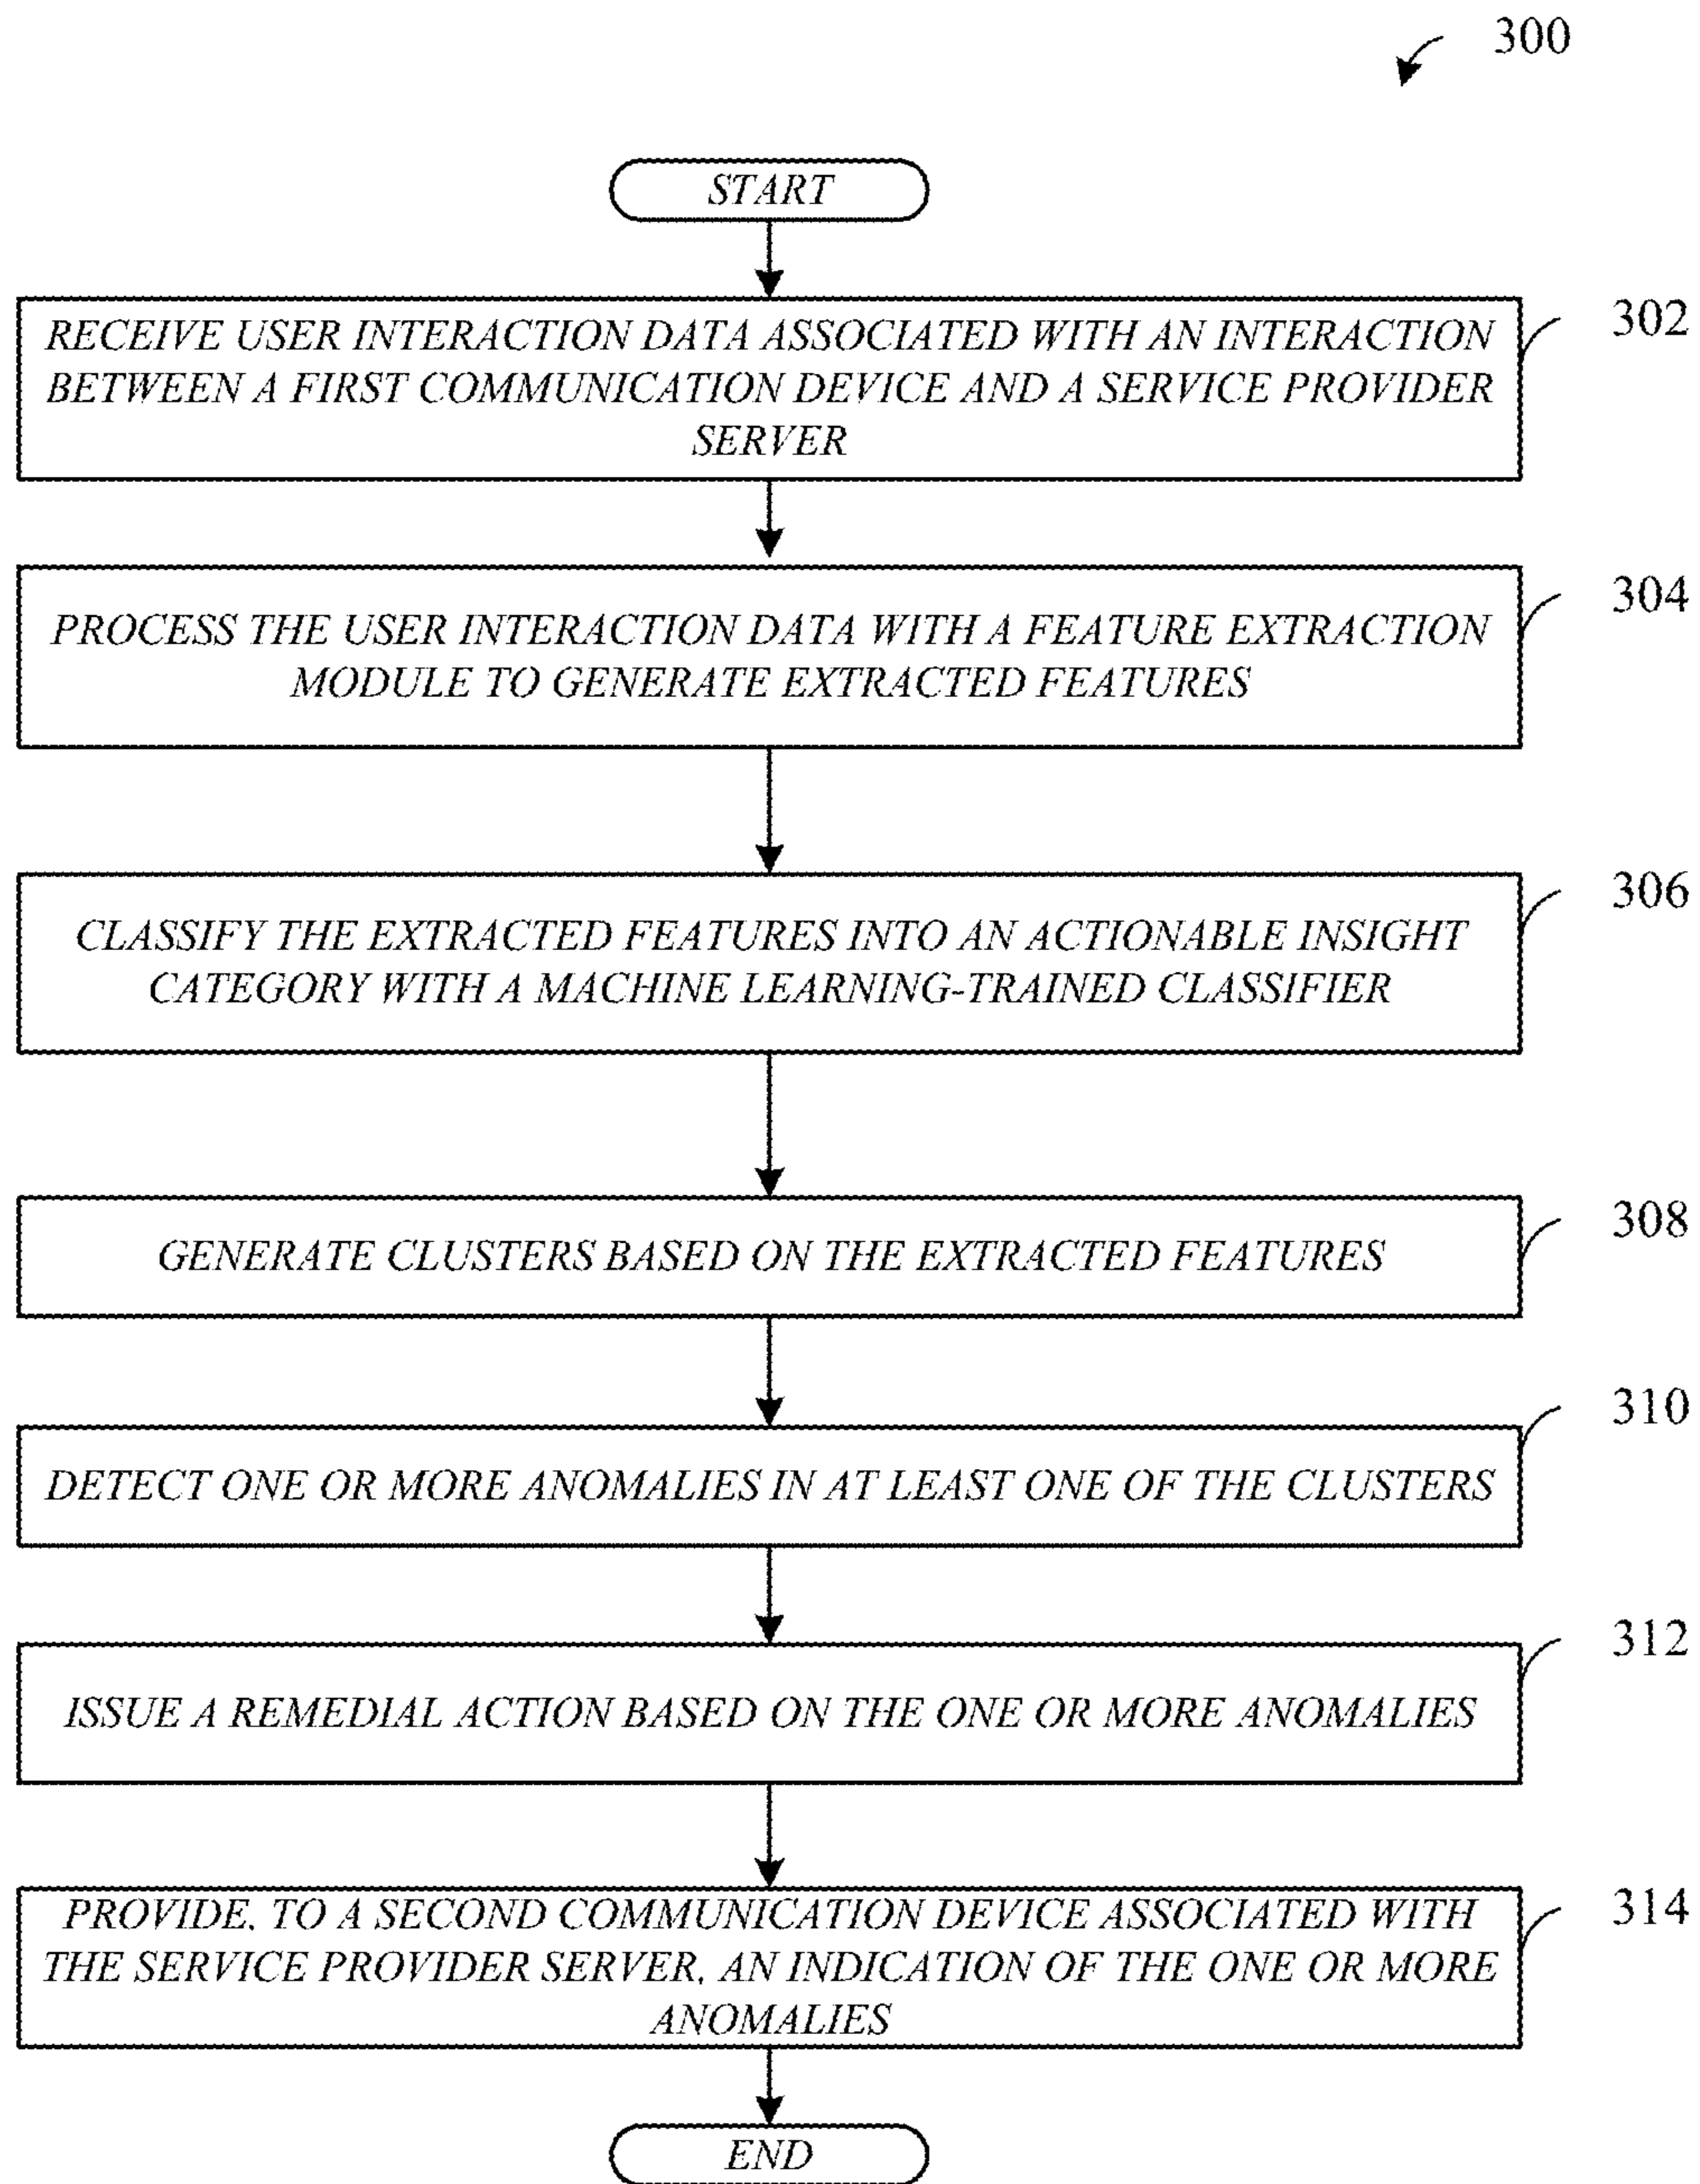 300
START
RECEIVE USER INTERACTION DATA ASSOCIATED WITH AN INTERACTION
BETWEEN A FIRST COMMUNICATION DEVICE AND A SERVICE PROVIDER
SERVER
302
PROCESS THE USER INTERACTION DATA WITH A FEATURE EXTRACTION
MODULE TO GENERATE EXTRACTED FEATURES
304
CLASSIFY THE EXTRACTED FEATURES INTO AN ACTIONABLE INSIGHT
CATEGORY WITH A MACHINE LEARNING-TRAINED CLASSIFIER
306
GENERATE CLUSTERS BASED ON THE EXTRACTED FEATURES
308
DETECT ONE OR MORE ANOMALIES IN AT LEAST ONE OF THE CLUSTERS
310
ISSUE A REMEDIAL ACTION BASED ON THE ONE OR MORE ANOMALIES
312
PROVIDE, TO A SECOND COMMUNICATION DEVICE ASSOCIATED WITH
THE SERVICE PROVIDER SERVER, AN INDICATION OF THE ONE OR MORE
ANOMALIES
314
END